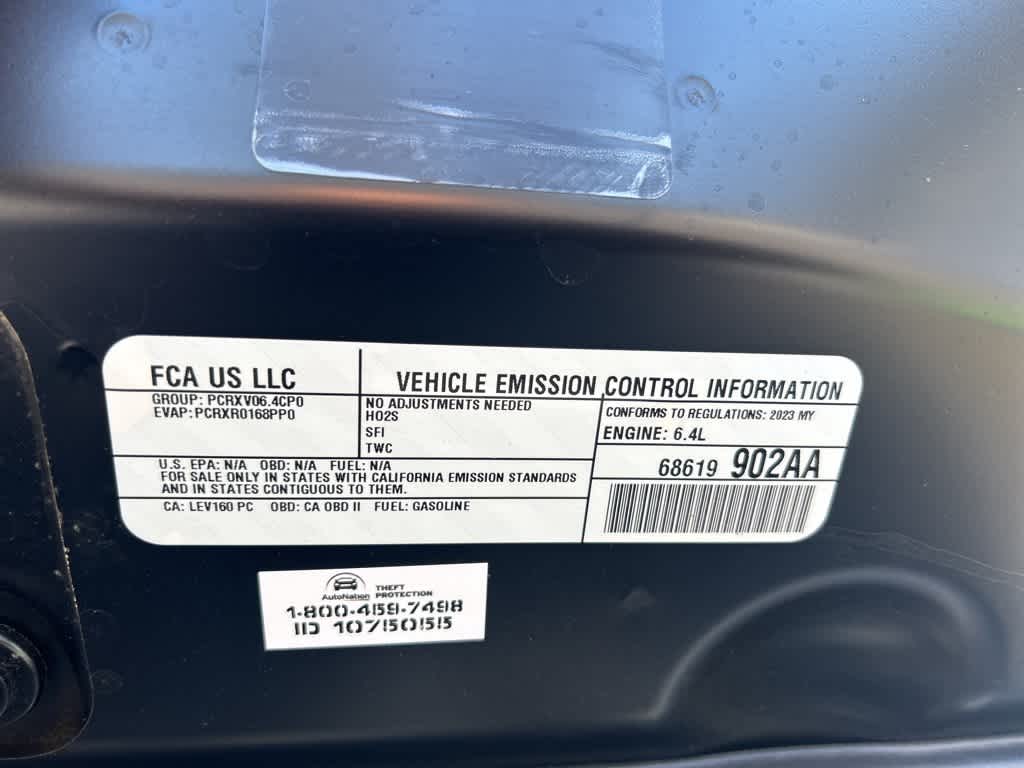 FCA US LLC
VEHICLE EMISSION CONTROL INFORMATION
GROUP: PCRXV06.4CP0
EVAP: PCRXR0168PP0
NO ADJUSTMENTS NEEDED
HO2S
SFI
TWC
CONFORMS TO REGULATIONS: 2023 MY
ENGINE: 6.4L
U.S. EPA: N/A OBD: N/A FUEL: N/A
FOR SALE ONLY IN STATES WITH CALIFORNIA EMISSION STANDARDS
AND IN STATES CONTIGUOUS TO THEM.
68619 902AA
CA: LEV160 PC OBD: CA OBD II FUEL: GASOLINE
AutoNation THEFT
PROTECTION
1-800-459-7498
ID 10750555